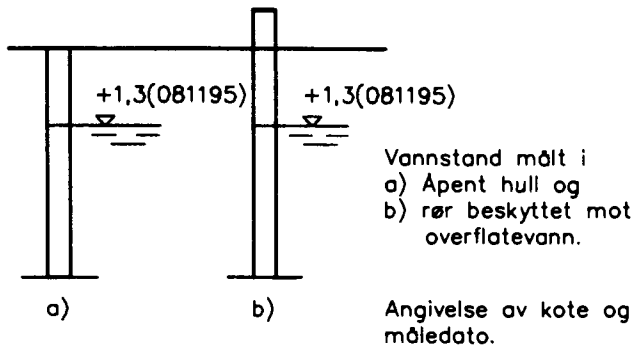 +1,3(081195)
+1,3(081195)
Vannstand målt i
a) Åpent hull og
b) rør beskyttet mot
overflatevann.
a)
b)
Angivelse av kote og
måledato.